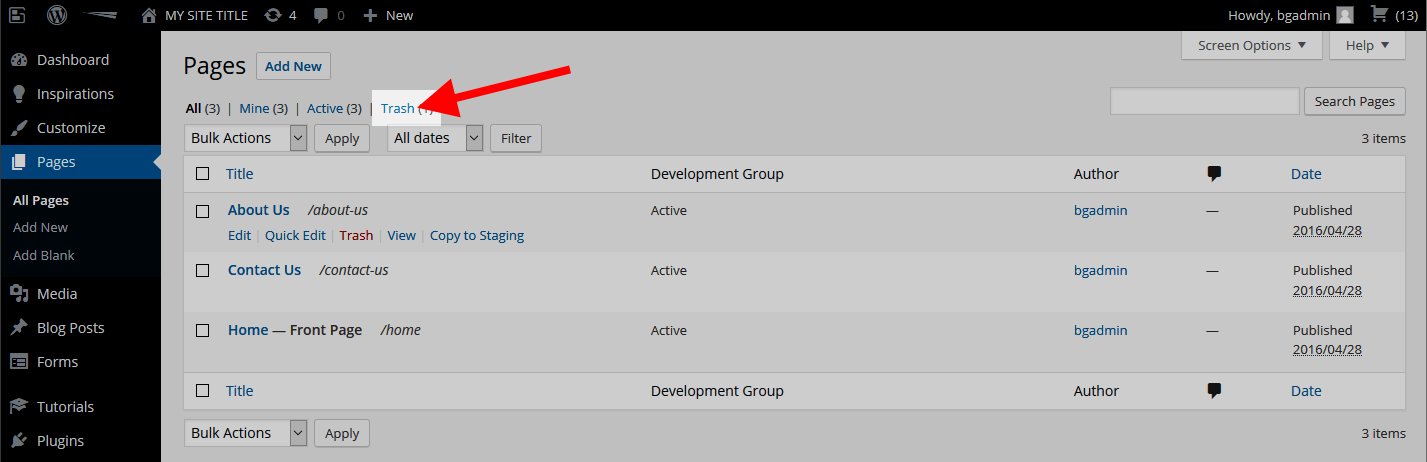 MY SITE TITLE 4 0 New Howdy, bgadmin (13)
Dashboard
Inspirations
Customize
Pages
All Pages
Add New
Add Blank
Media
Blog Posts
Forms
Tutorials
Plugins
Screen Options Help
Pages Add New
All (3) | Mine (3) | Active (3) | Trash (1)
Search Pages
Bulk Actions Apply All dates Filter 3 items
Title Development Group Author Date
About Us /about-us Active bgadmin — Published
2016/04/28
Edit | Quick Edit | Trash | View | Copy to Staging
Contact Us /contact-us Active bgadmin — Published
2016/04/28
Home — Front Page /home Active bgadmin — Published
2016/04/28
Title Development Group Author Date
Bulk Actions Apply 3 items